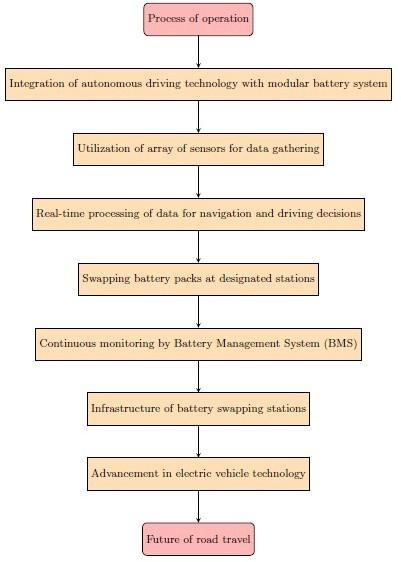 Process of operation
Integration of autonomous driving technology with modular battery system
Utilization of array of sensors for data gathering
Real-time processing of data for navigation and driving decisions
Swapping battery packs at designated stations
Continuous monitoring by Battery Management System (BMS)
Infrastructure of battery swapping stations
Advancement in electric vehicle technology
Future of road travel